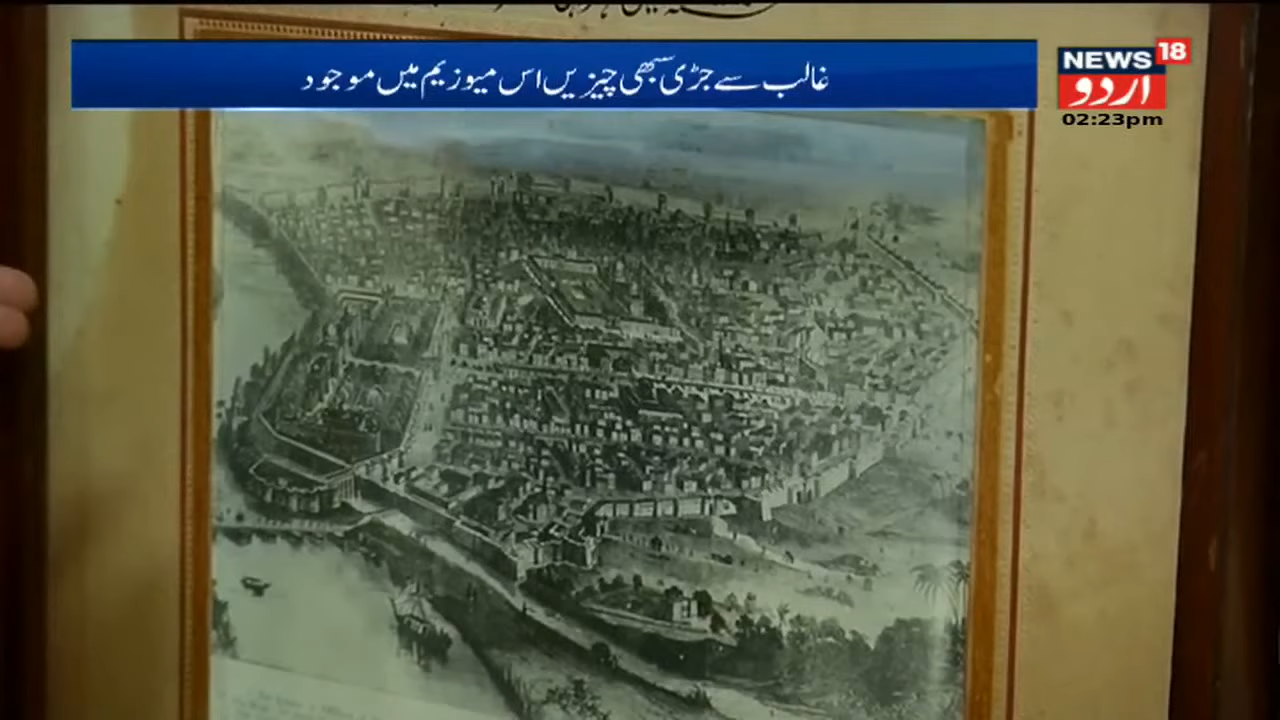 غالب سے جڑی سبھی چیزیں اس میوزیم میں موجود
NEWS 18
اردو
02:23pm